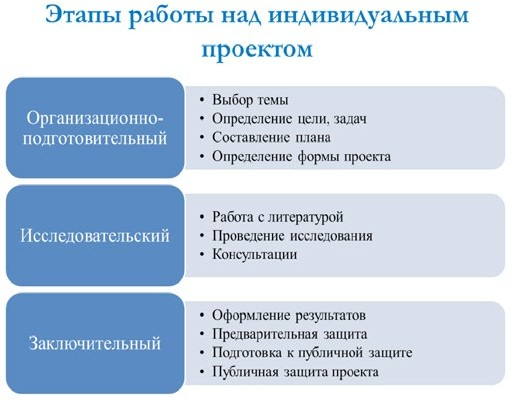 Этапы работы над индивидуальным
проектом
Организационно-
подготовительный
• Выбор темы
• Определение цели, задач
• Составление плана
• Определение формы проекта
Исследовательский
• Работа с литературой
• Проведение исследования
• Консультации
Заключительный
• Оформление результатов
• Предварительная защита
• Подготовка к публичной защите
• Публичная защита проекта